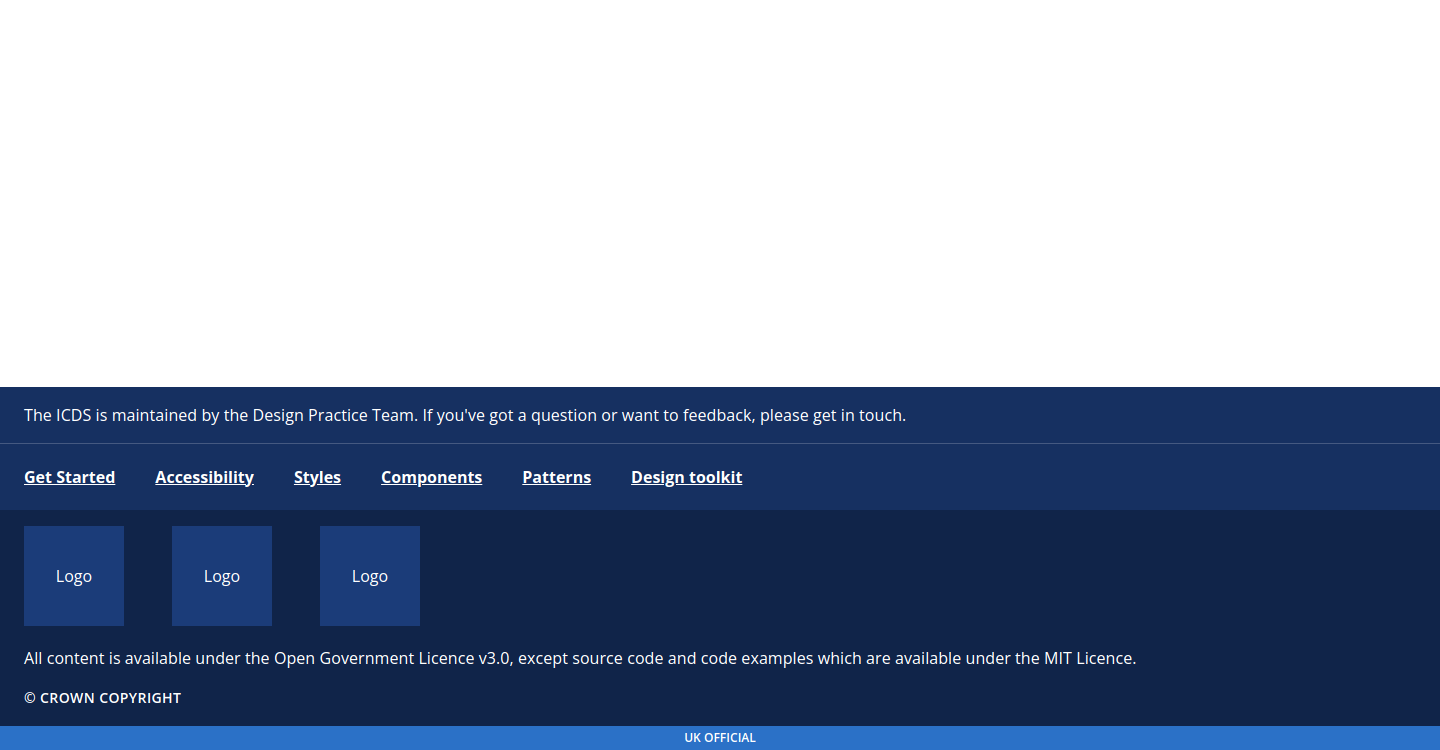 The ICDS is maintained by the Design Practice Team. If you've got a question or want to feedback, please get in touch.
Get Started Accessibility Styles Components Patterns Design toolkit
Logo Logo Logo
All content is available under the Open Government Licence v3.0, except source code and code examples which are available under the MIT Licence.
© CROWN COPYRIGHT
UK OFFICIAL